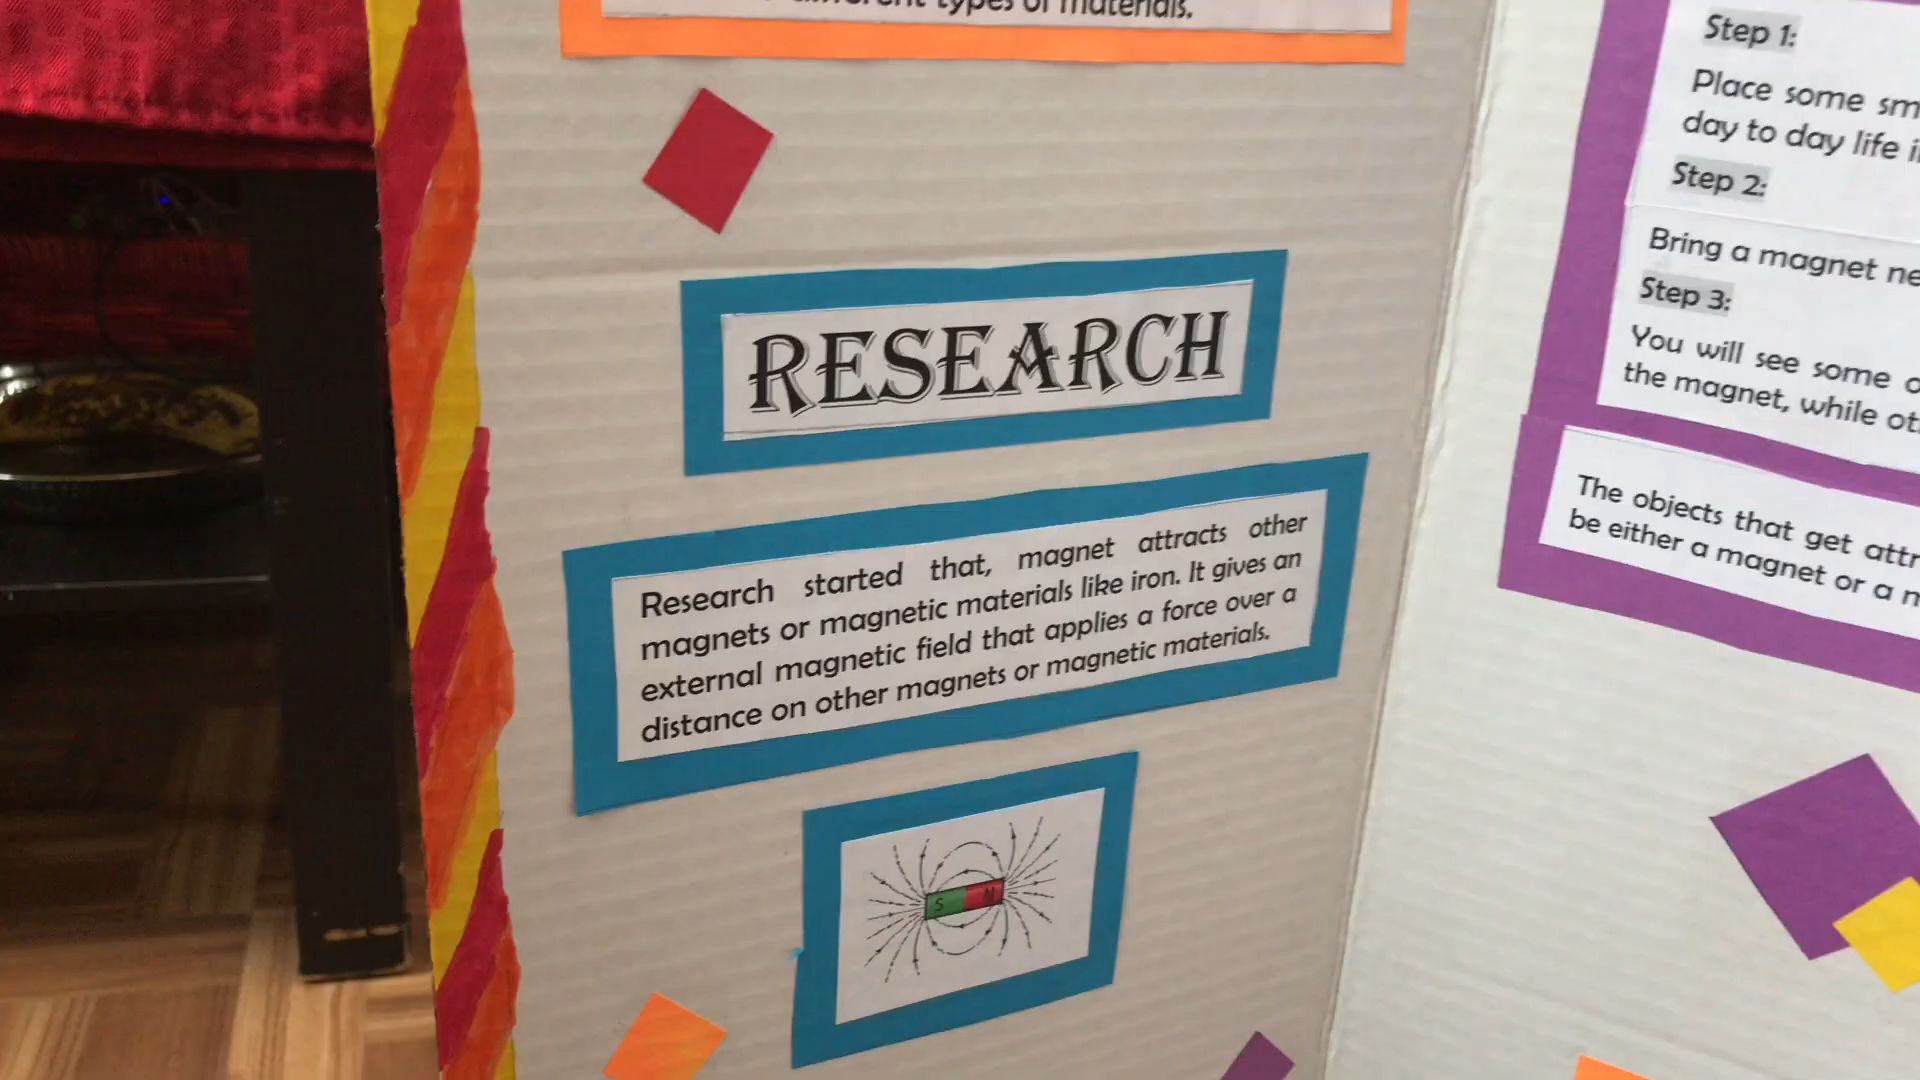 types of materials.
RESEARCH
Research started that, magnet attracts other
magnets or magnetic materials like iron. It gives an
external magnetic field that applies a force over a
distance on other magnets or magnetic materials.
S N
Step 1:
Place some
day to day life
Step 2:
Bring a magnet
Step 3:
You will see some
the magnet, while
The objects that get
be either a magnet or a